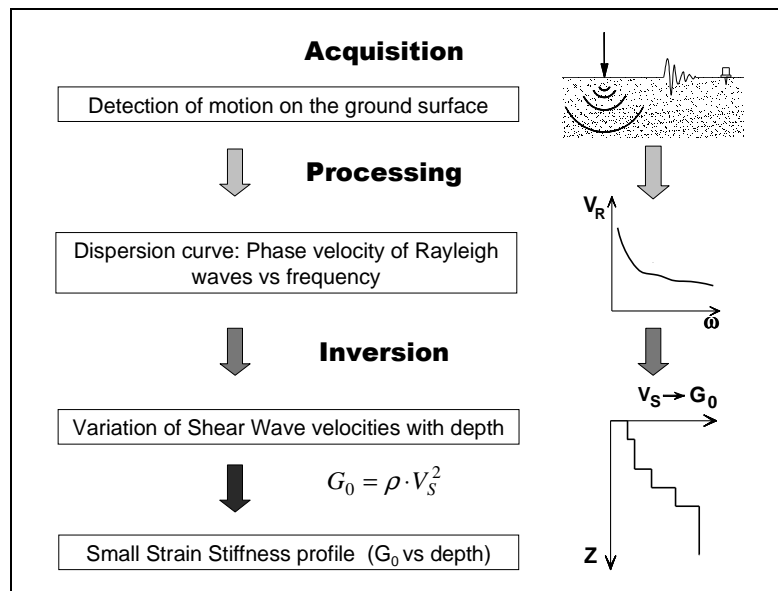 Acquisition
Detection of motion on the ground surface
Processing
V_R
Dispersion curve: Phase velocity of Rayleigh
waves vs frequency
ω
Inversion
V_S → G_0
Variation of Shear Wave velocities with depth
G_0 = ρ · V_S^2
Small Strain Stiffness profile (G_0 vs depth)
Z